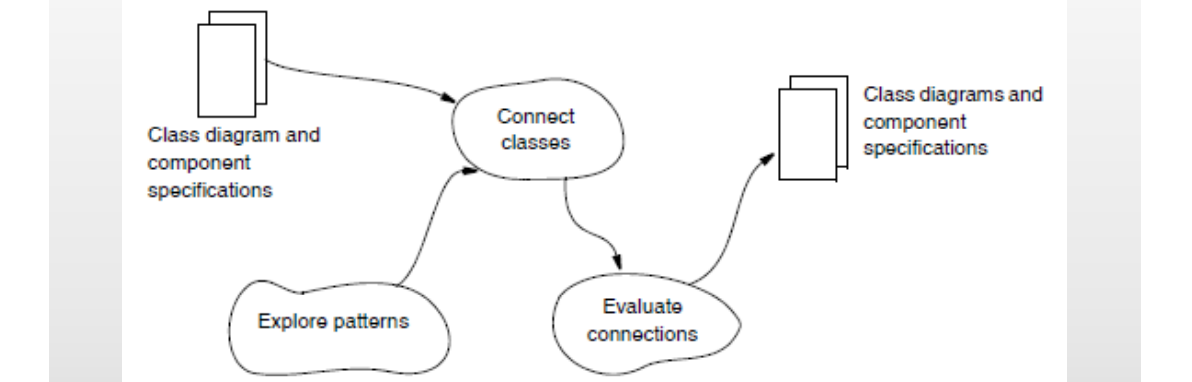 Class diagram and
component
specifications
Connect
classes
Class diagrams and
component
specifications
Explore patterns
Evaluate
connections